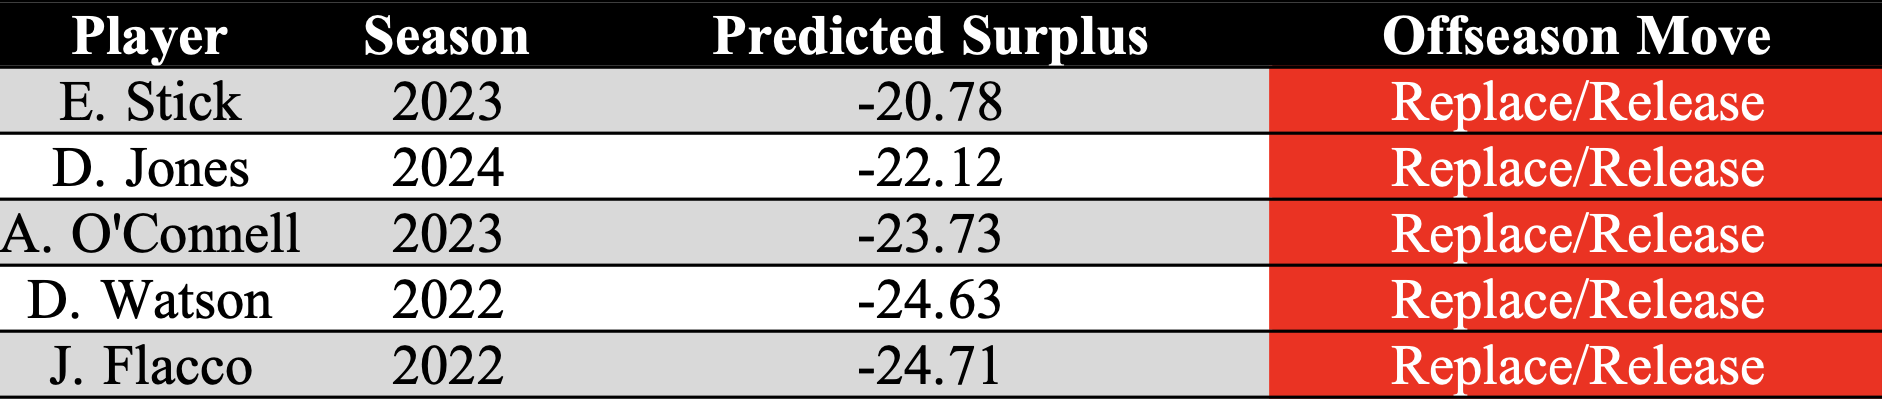 Player Season Predicted Surplus Offseason Move
E. Stick 2023 -20.78 Replace/Release
D. Jones 2024 -22.12 Replace/Release
A. O'Connell 2023 -23.73 Replace/Release
D. Watson 2022 -24.63 Replace/Release
J. Flacco 2022 -24.71 Replace/Release